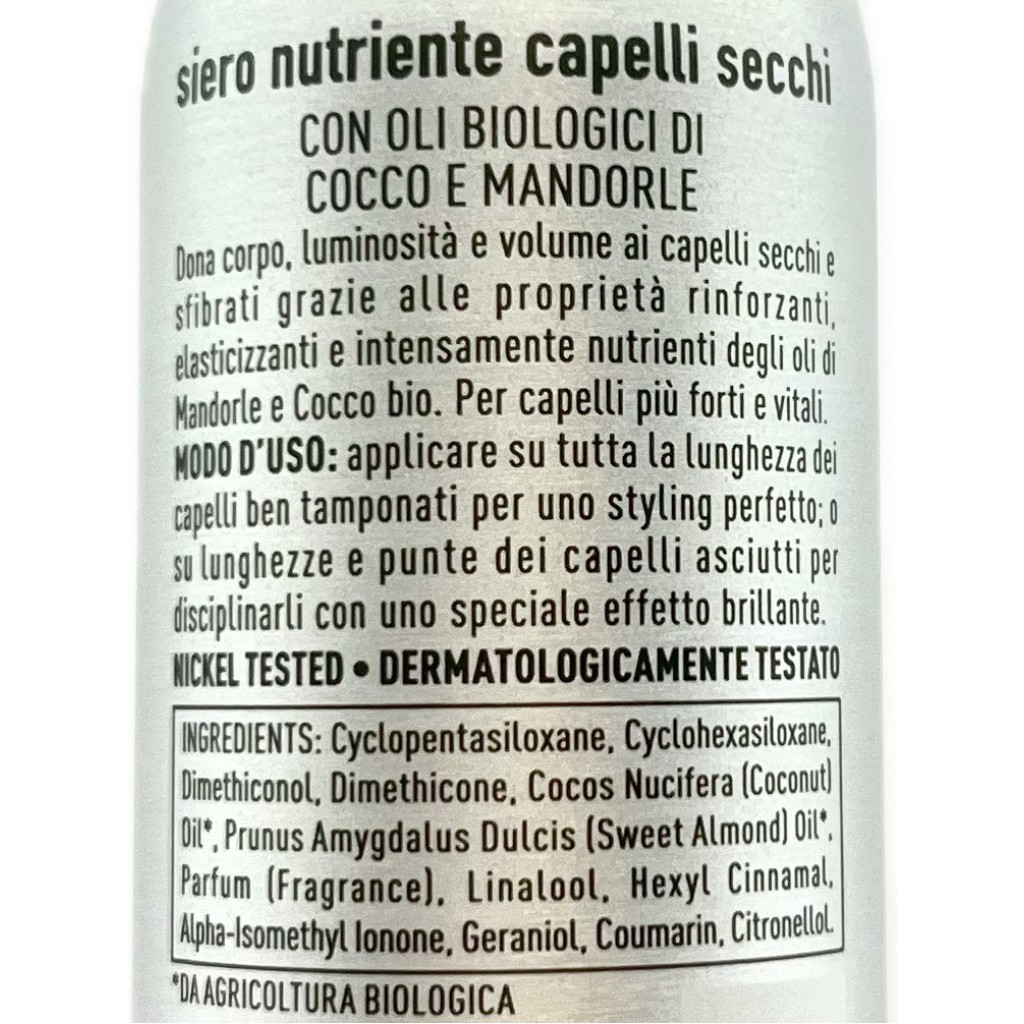 siero nutriente capelli secchi
CON OLI BIOLOGICI DI
COCCO E MANDORLE
Dona corpo, luminosità e volume ai capelli secchi e
sfibrati grazie alle proprietà rinforzanti,
elasticizzanti e intensamente nutrienti degli oli di
Mandorle e Cocco bio. Per capelli più forti e vitali.
MODO D'USO: applicare su tutta la lunghezza dei
capelli ben tamponati per uno styling perfetto; o
su lunghezze e punte dei capelli asciutti per
disciplinarli con uno speciale effetto brillante.
NICKEL TESTED • DERMATOLOGICAMENTE TESTATO
INGREDIENTS: Cyclopentasiloxane, Cyclohexasiloxane,
Dimethiconol, Dimethicone, Cocos Nucifera (Coconut)
Oil*, Prunus Amygdalus Dulcis (Sweet Almond) Oil*,
Parfum (Fragrance), Linalool, Hexyl Cinnamal,
Alpha-Isomethyl Ionone, Geraniol, Coumarin, Citronellol.
*DA AGRICOLTURA BIOLOGICA